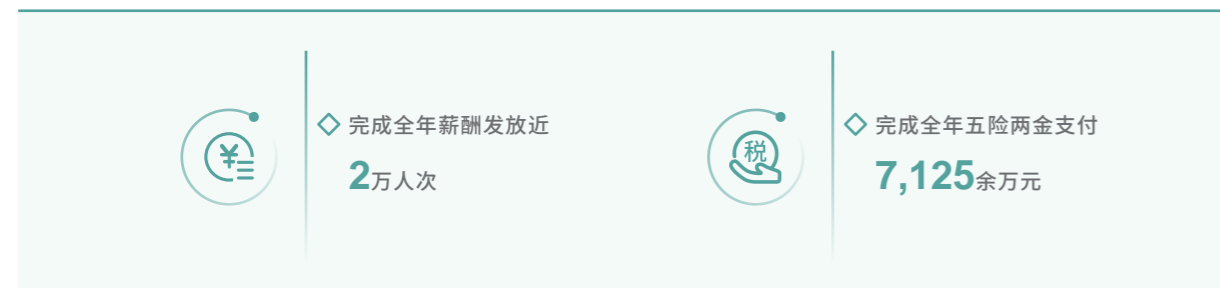 完成全年薪酬发放近
2万人次
税
完成全年五险两金支付
7,125余万元